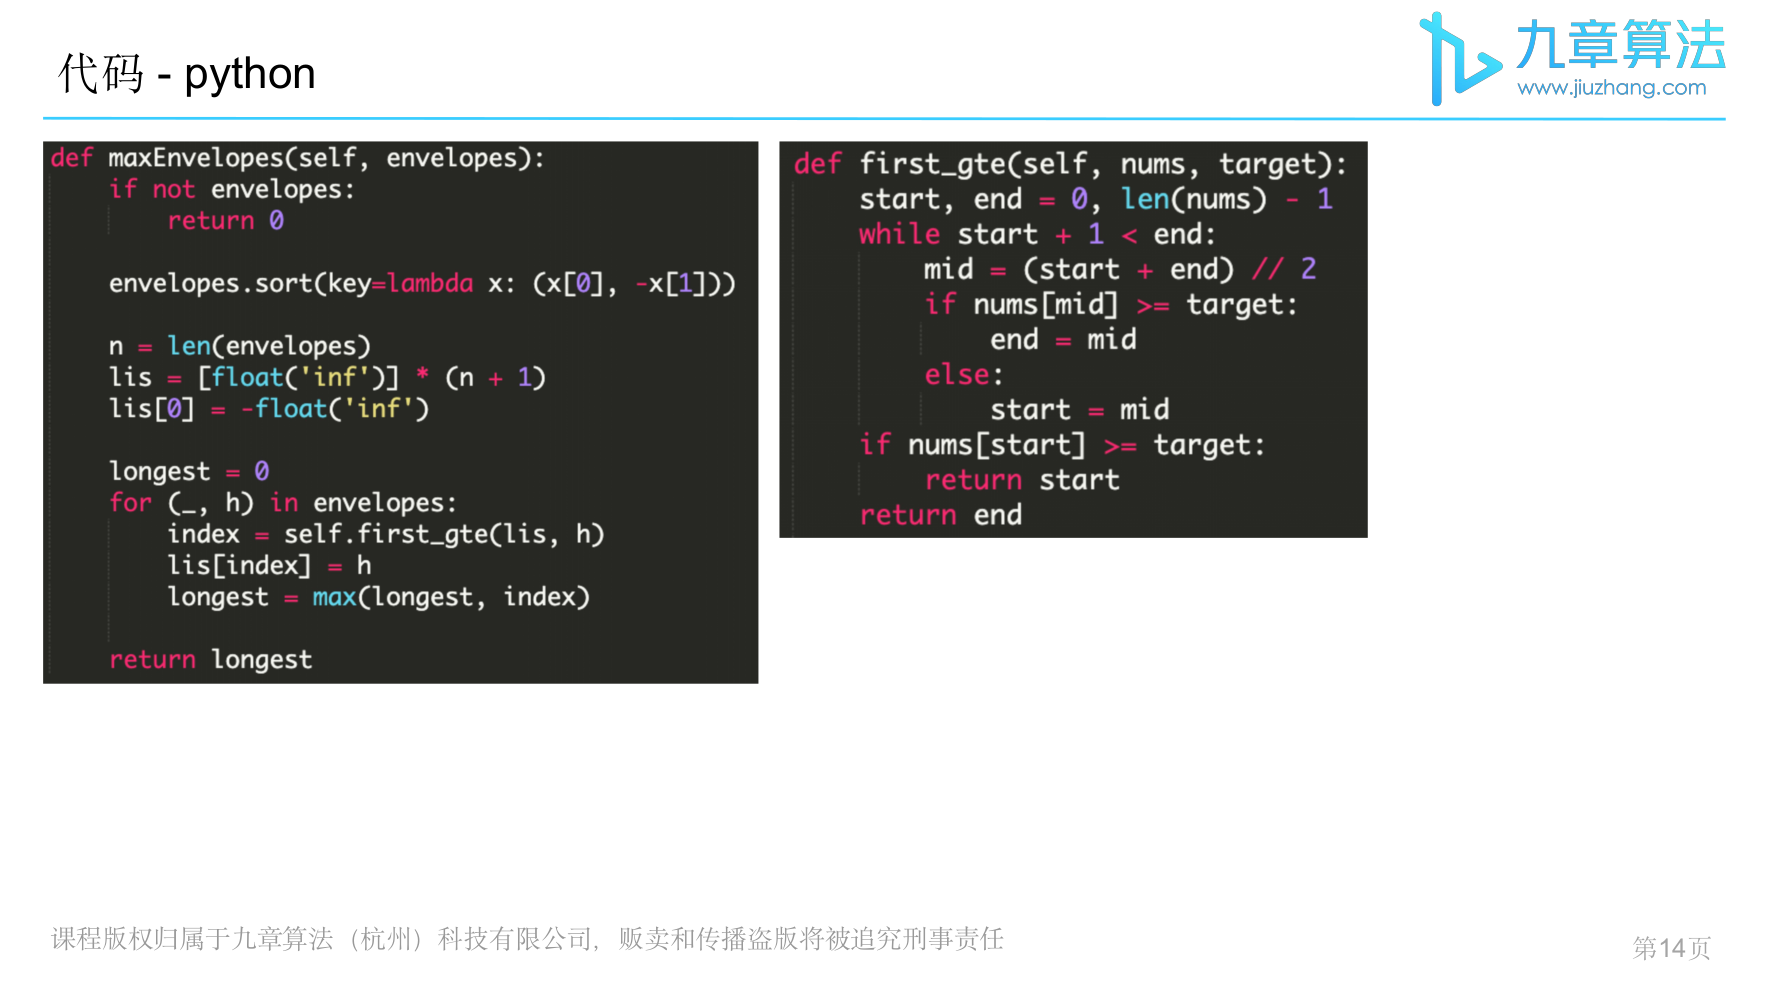 代码 - python
九章算法
www.jiuzhang.com
def maxEnvelopes(self, envelopes):
    if not envelopes:
        return 0

    envelopes.sort(key=lambda x: (x[0], -x[1]))

    n = len(envelopes)
    lis = [float('inf')] * (n + 1)
    lis[0] = -float('inf')

    longest = 0
    for (_, h) in envelopes:
        index = self.first_gte(lis, h)
        lis[index] = h
        longest = max(longest, index)

    return longest
def first_gte(self, nums, target):
    start, end = 0, len(nums) - 1
    while start + 1 < end:
        mid = (start + end) // 2
        if nums[mid] >= target:
            end = mid
        else:
            start = mid
    if nums[start] >= target:
        return start
    return end
课程版权归属于九章算法（杭州）科技有限公司，贩卖和传播盗版将被追究刑事责任
第14页